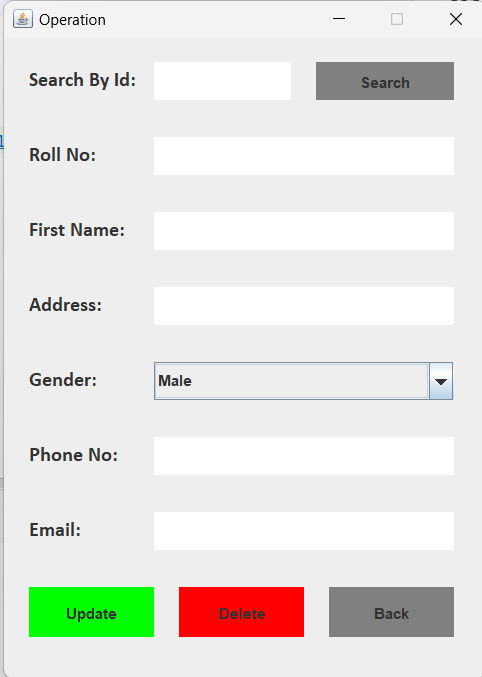 Operation
Search By Id:
Search
Roll No:
First Name:
Address:
Gender:
Male
Phone No:
Email:
Update
Delete
Back